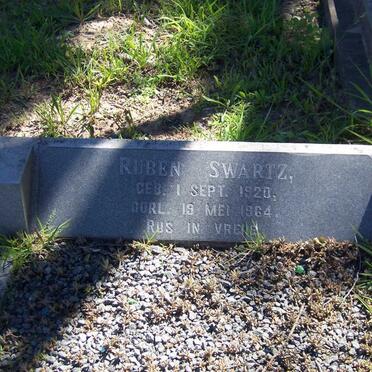 RUBEN SWARTZ,
GEB. 1 SEPT. 1920,
OORL. 19 MEI 1964.
RUS IN VREDE